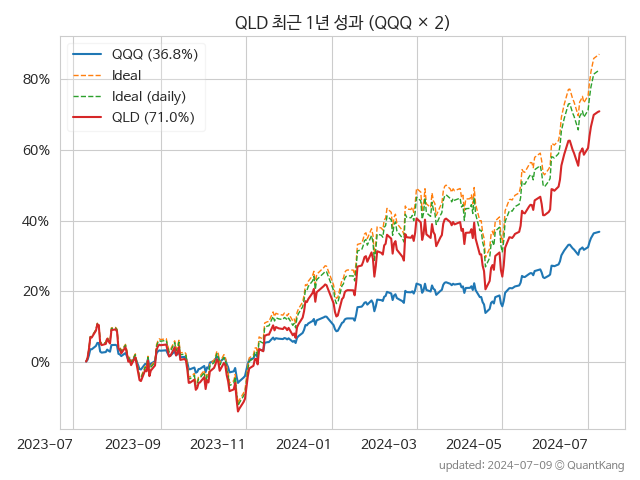 QLD 최근 1년 성과 (QQQ × 2)
QQQ (36.8%)
Ideal
Ideal (daily)
QLD (71.0%)
80%
60%
40%
20%
0%
2023-07 2023-09 2023-11 2024-01 2024-03 2024-05 2024-07
updated: 2024-07-09 © QuantKang